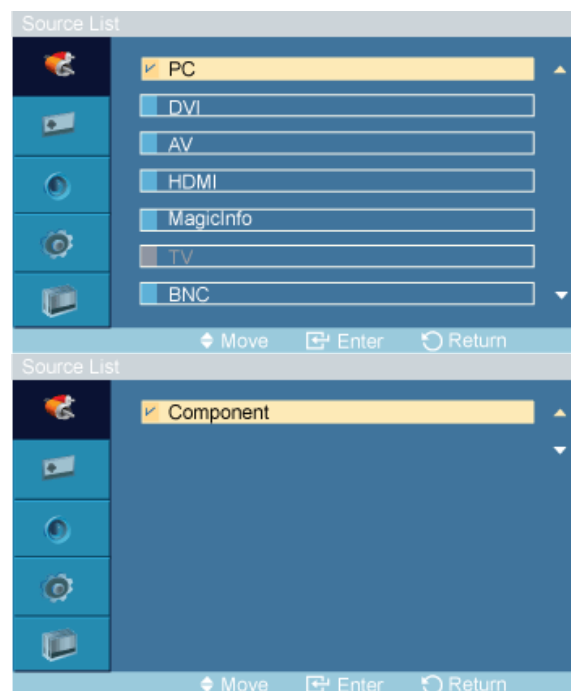 Source List
PC
DVI
AV
HDMI
MagicInfo
TV
BNC
Move Enter Return
Source List
Component
Move Enter Return